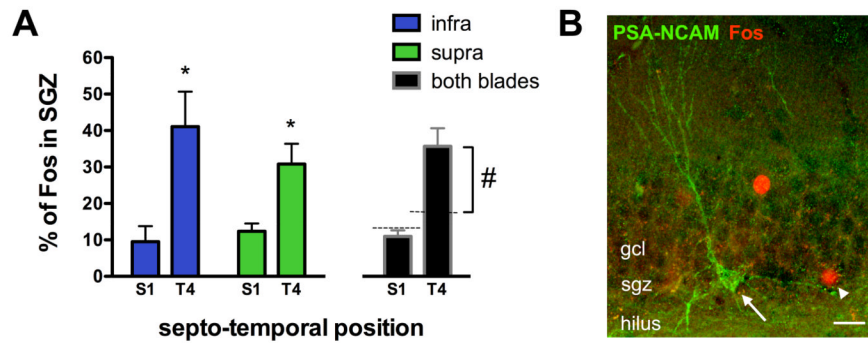 A
infra
supra
both blades
% of Fos in SGZ
60
50
40
30
20
10
0
*
*
#
S1 T4 S1 T4 S1 T4
septo-temporal position
B
PSA-NCAM Fos
gcl
sgz
hilus